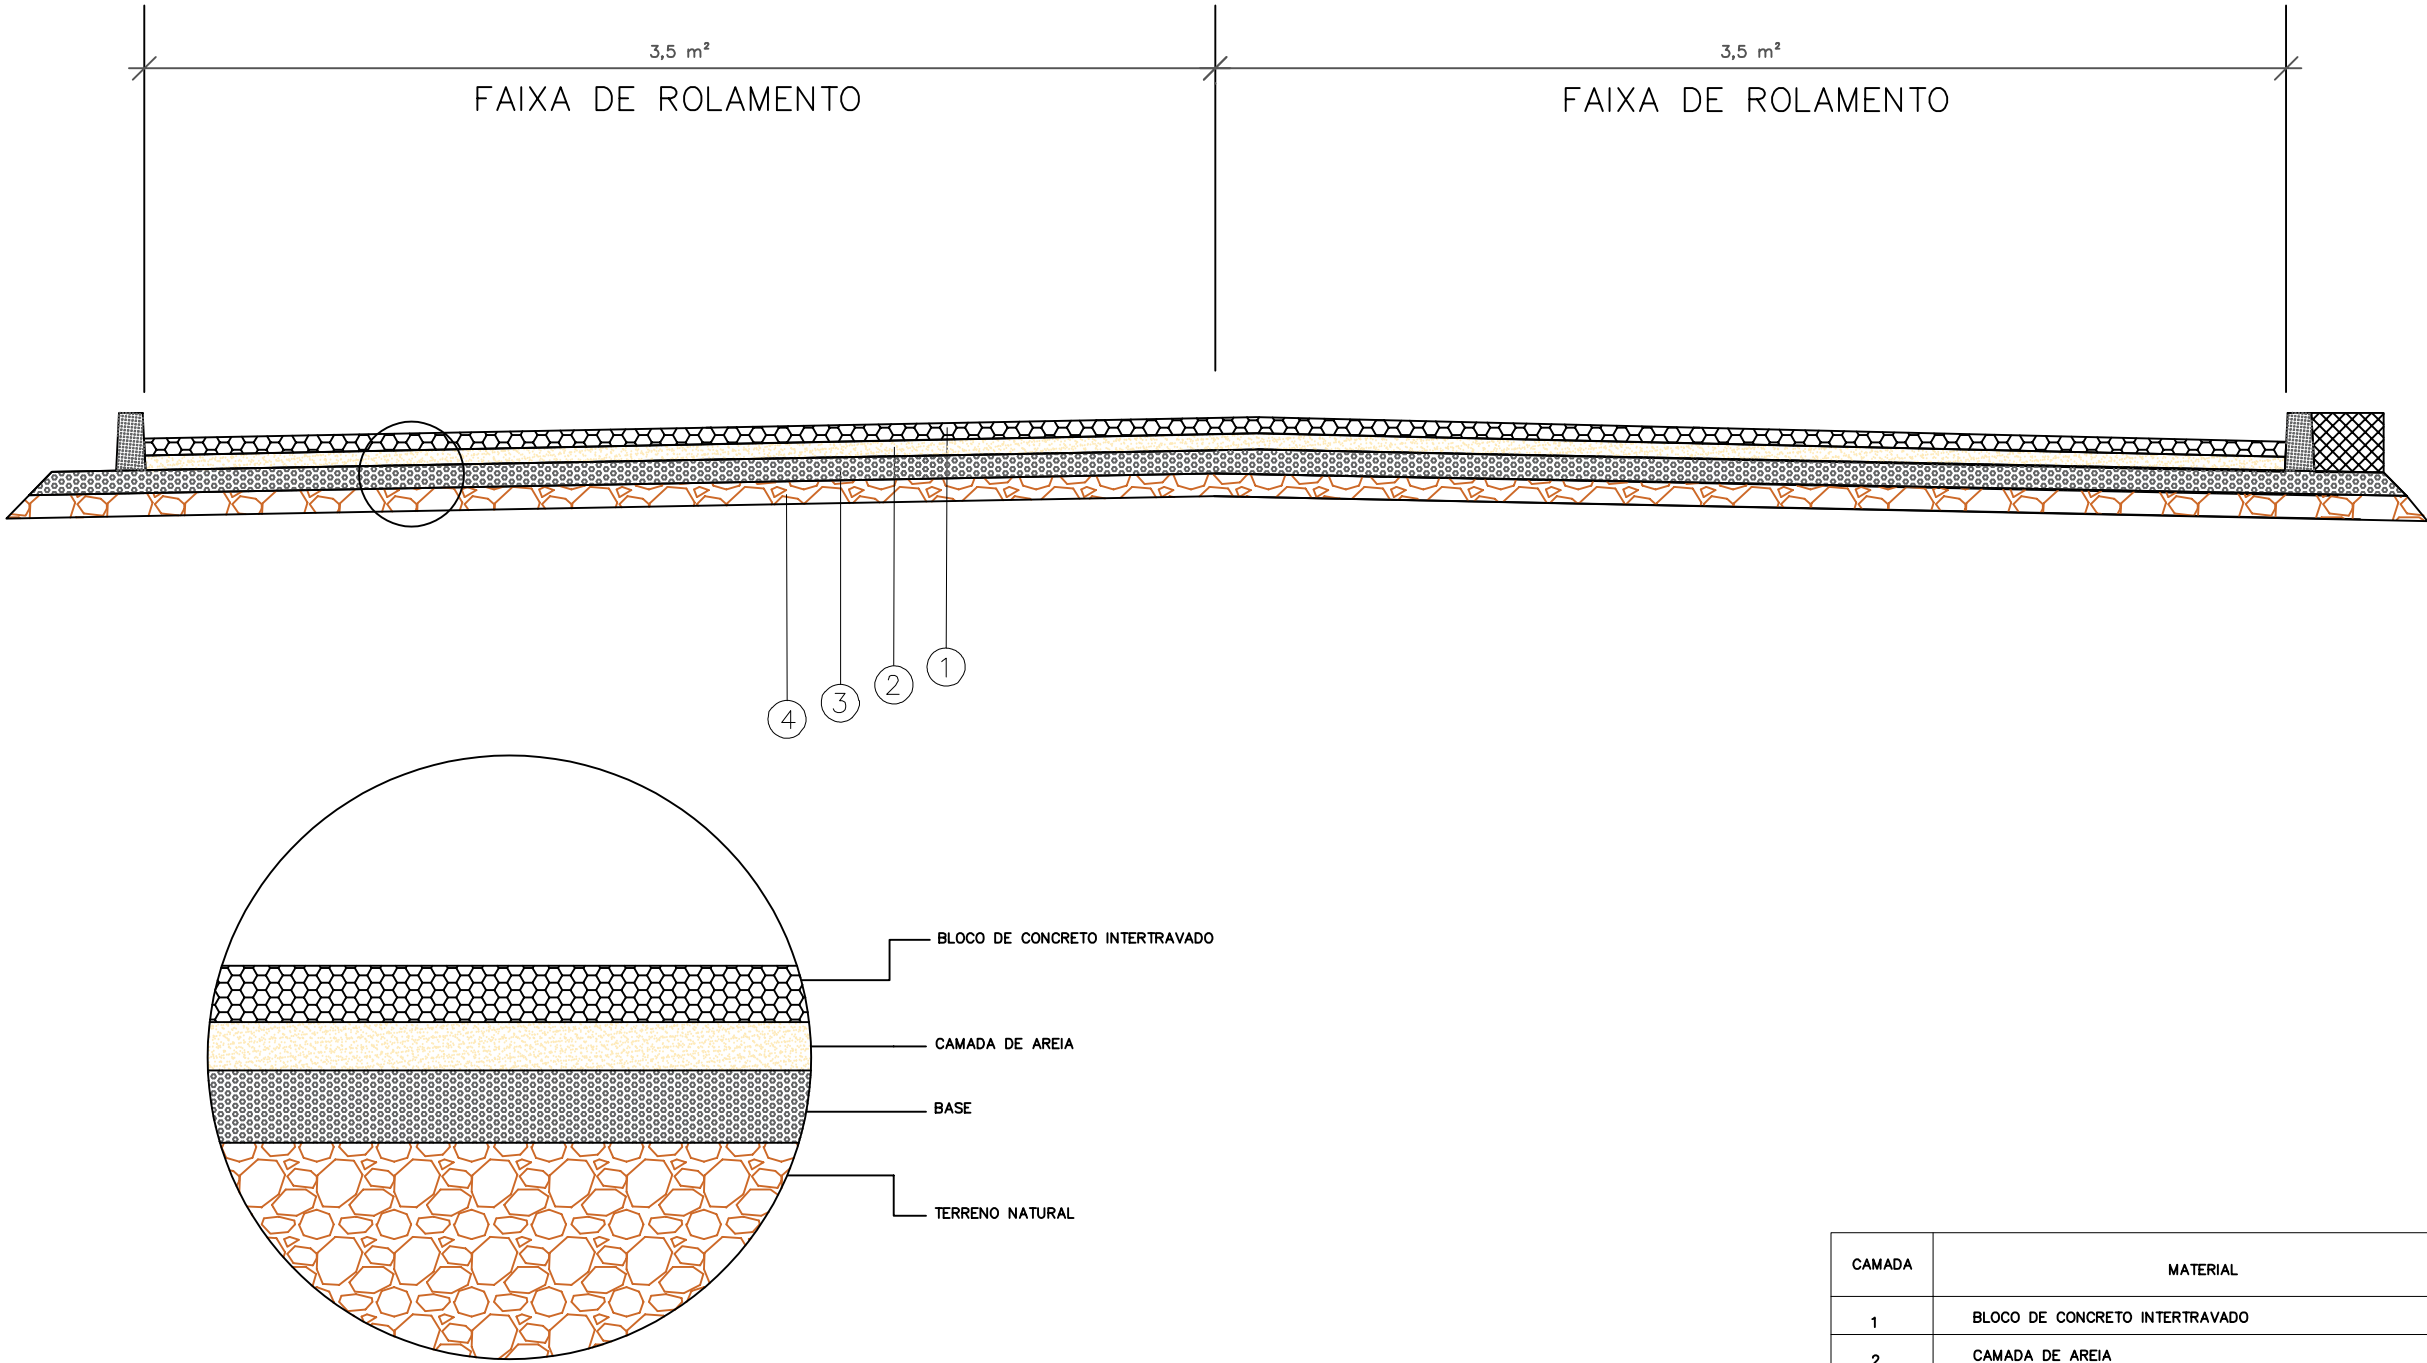 3,5 m²
3,5 m²
FAIXA DE ROLAMENTO
FAIXA DE ROLAMENTO
1
2
3
4
BLOCO DE CONCRETO INTERTRAVADO
CAMADA DE AREIA
BASE
TERRENO NATURAL
CAMADA MATERIAL
1 BLOCO DE CONCRETO INTERTRAVADO
2 CAMADA DE AREIA